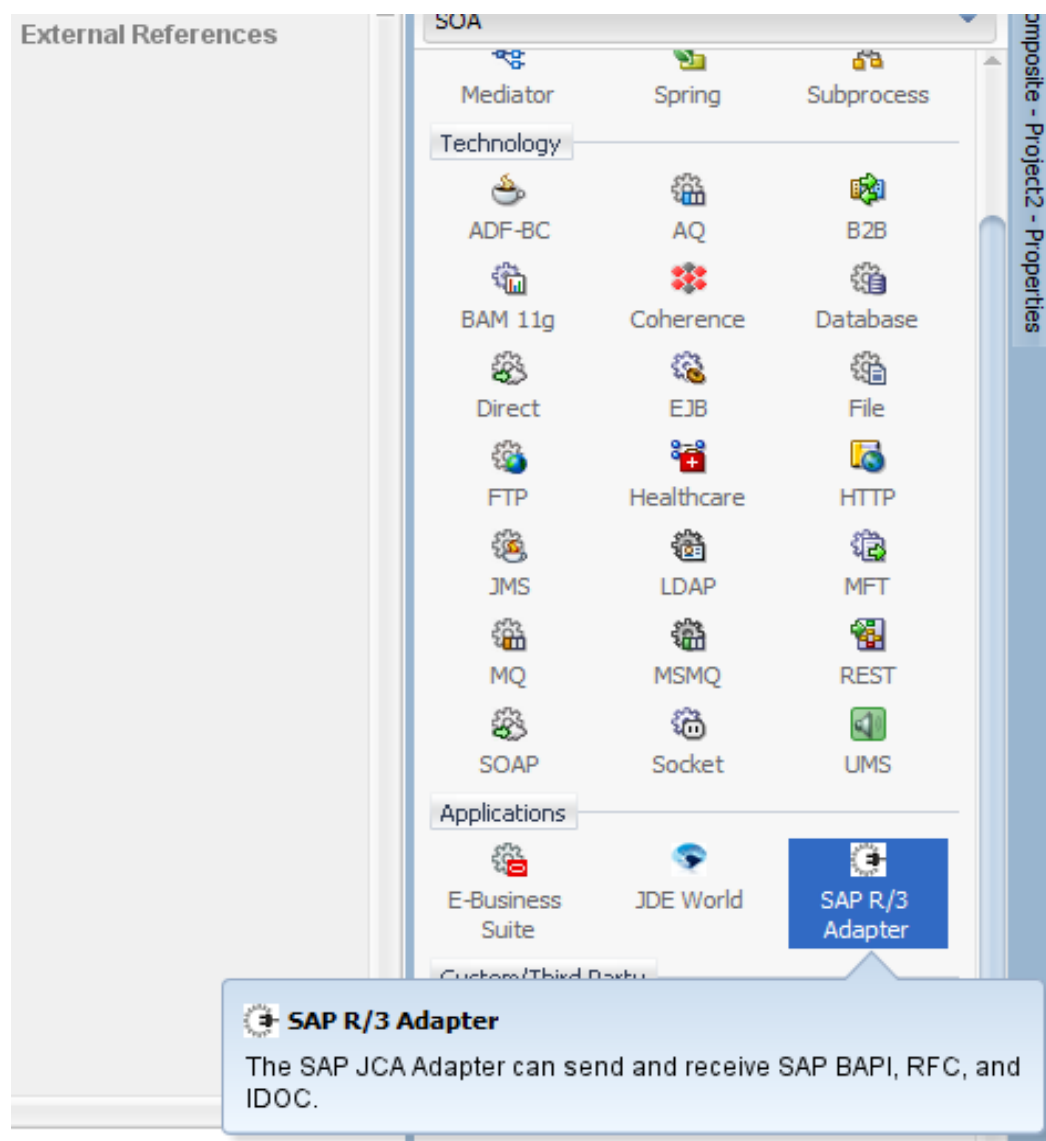 External References
SOA
Mediator Spring Subprocess
Technology
ADF-BC AQ B2B
BAM 11g Coherence Database
Direct EJB File
FTP Healthcare HTTP
JMS LDAP MFT
MQ MSMQ REST
SOAP Socket UMS
Applications
E-Business Suite JDE World SAP R/3 Adapter
Custom/Third Party
SAP R/3 Adapter
The SAP JCA Adapter can send and receive SAP BAPI, RFC, and
IDOC.
omposite - Project2 - Properties